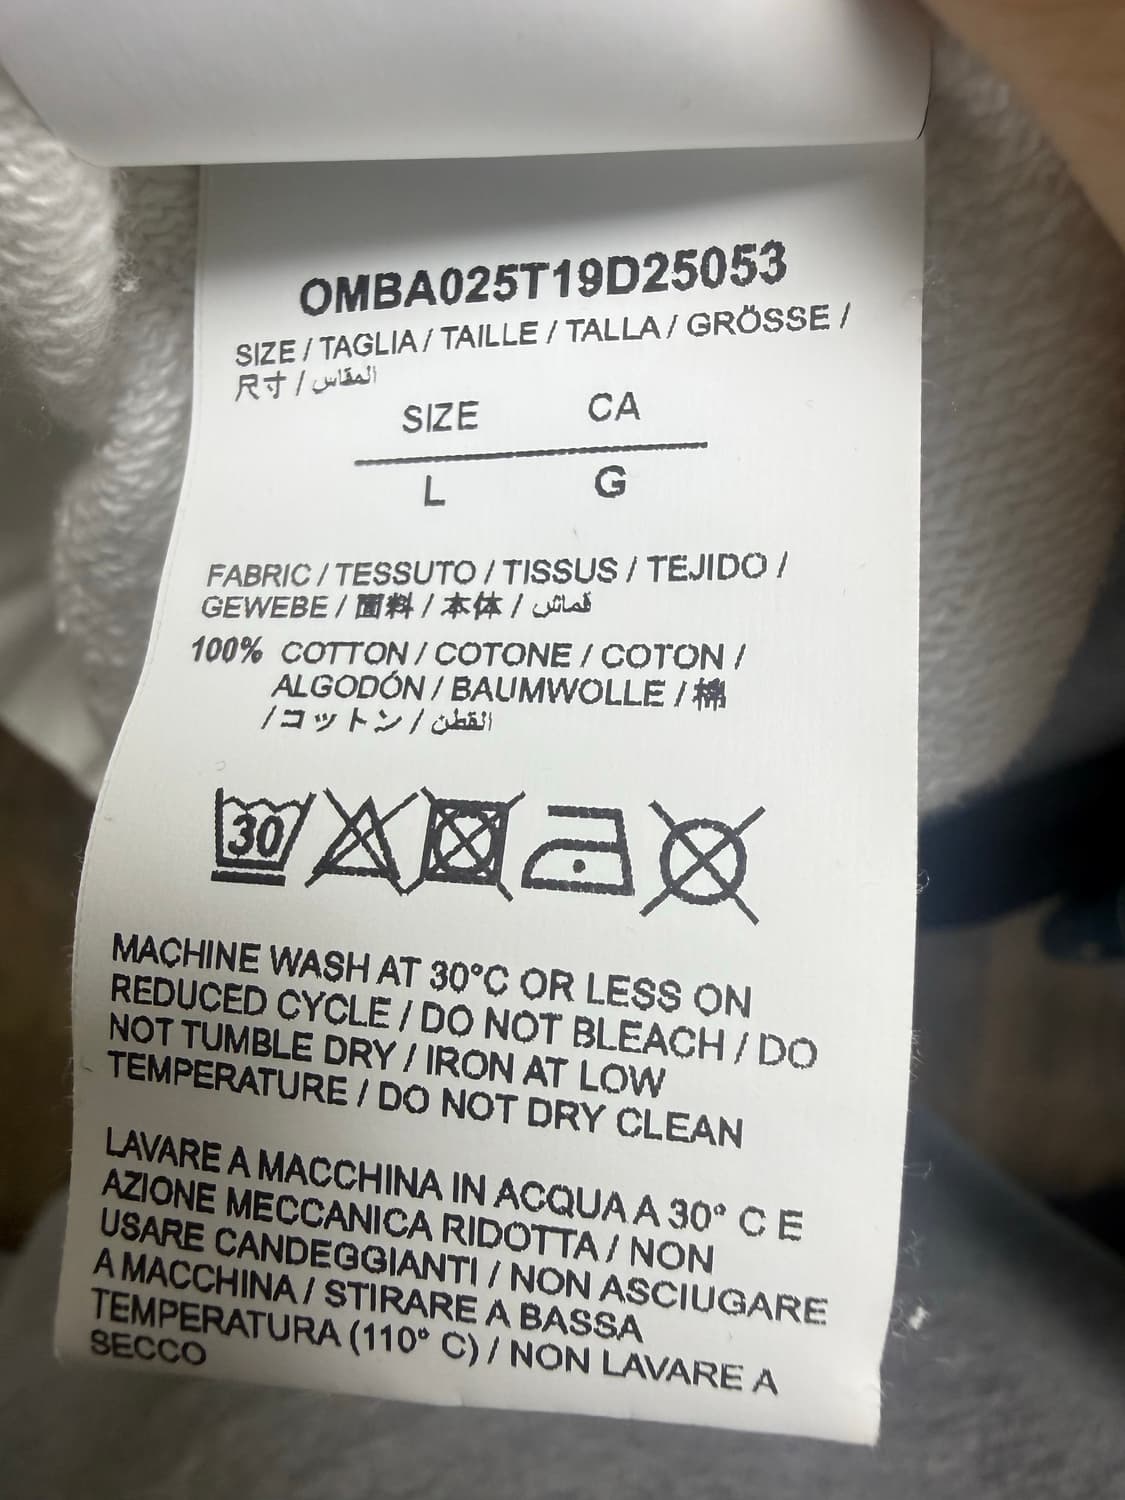 OMBA025T19D25053
SIZE / TAGLIA / TAILLE / TALLA / GRÖSSE /
尺寸 / المقاس
SIZE CA
L G
FABRIC / TESSUTO / TISSUS / TEJIDO /
GEWEBE / 面料 / 本体 / قماش
100% COTTON / COTONE / COTON /
ALGODÓN / BAUMWOLLE / 棉
/ コットン / القطن
30
MACHINE WASH AT 30°C OR LESS ON
REDUCED CYCLE / DO NOT BLEACH / DO
NOT TUMBLE DRY / IRON AT LOW
TEMPERATURE / DO NOT DRY CLEAN
LAVARE A MACCHINA IN ACQUA A 30° C E
AZIONE MECCANICA RIDOTTA / NON
USARE CANDEGGIANTI / NON ASCIUGARE
A MACCHINA / STIRARE A BASSA
TEMPERATURA (110° C) / NON LAVARE A
SECCO